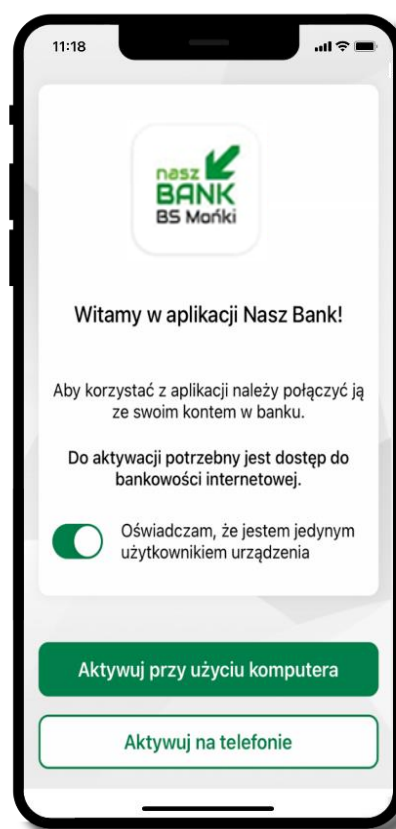 11:18
nasz
BANK
BS Mońki
Witamy w aplikacji Nasz Bank!
Aby korzystać z aplikacji należy połączyć ją
ze swoim kontem w banku.
Do aktywacji potrzebny jest dostęp do
bankowości internetowej.
Oświadczam, że jestem jedynym
użytkownikiem urządzenia
Aktywuj przy użyciu komputera
Aktywuj na telefonie